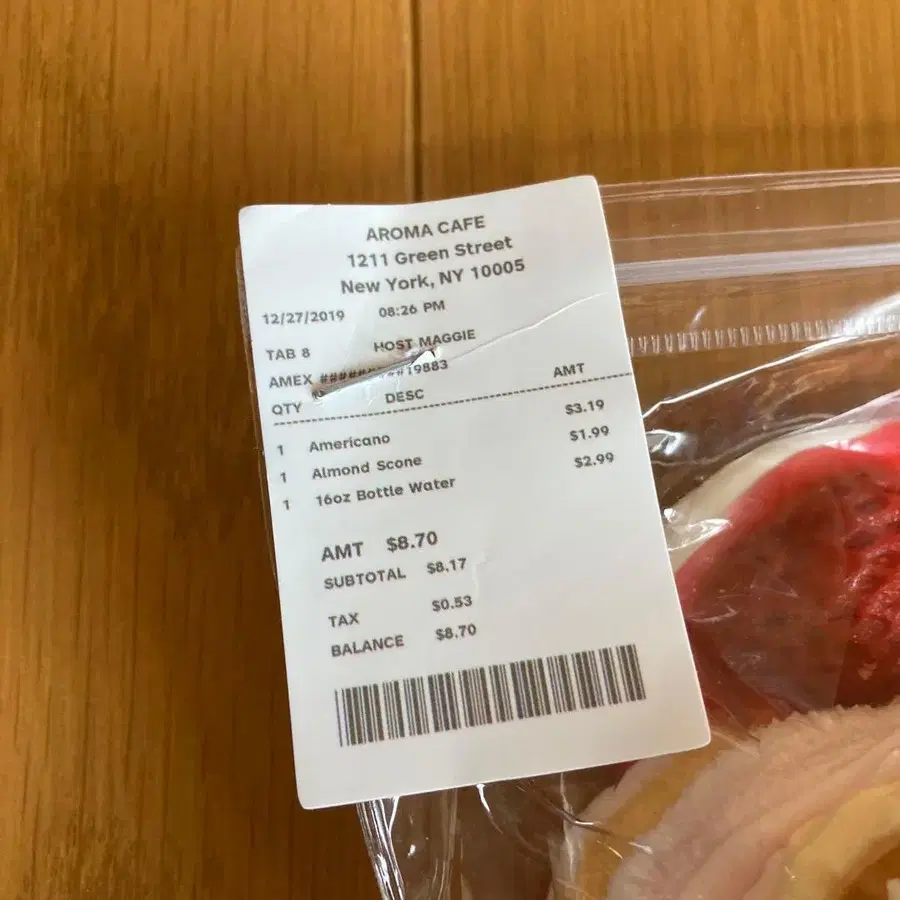 AROMA CAFE
1211 Green Street
New York, NY 10005
12/27/2019 08:26 PM
TAB 8 HOST MAGGIE
AMEX ##########19883
QTY DESC AMT
1 Americano $3.19
1 Almond Scone $1.99
1 16oz Bottle Water $2.99
AMT $8.70
SUBTOTAL $8.17
TAX $0.53
BALANCE $8.70